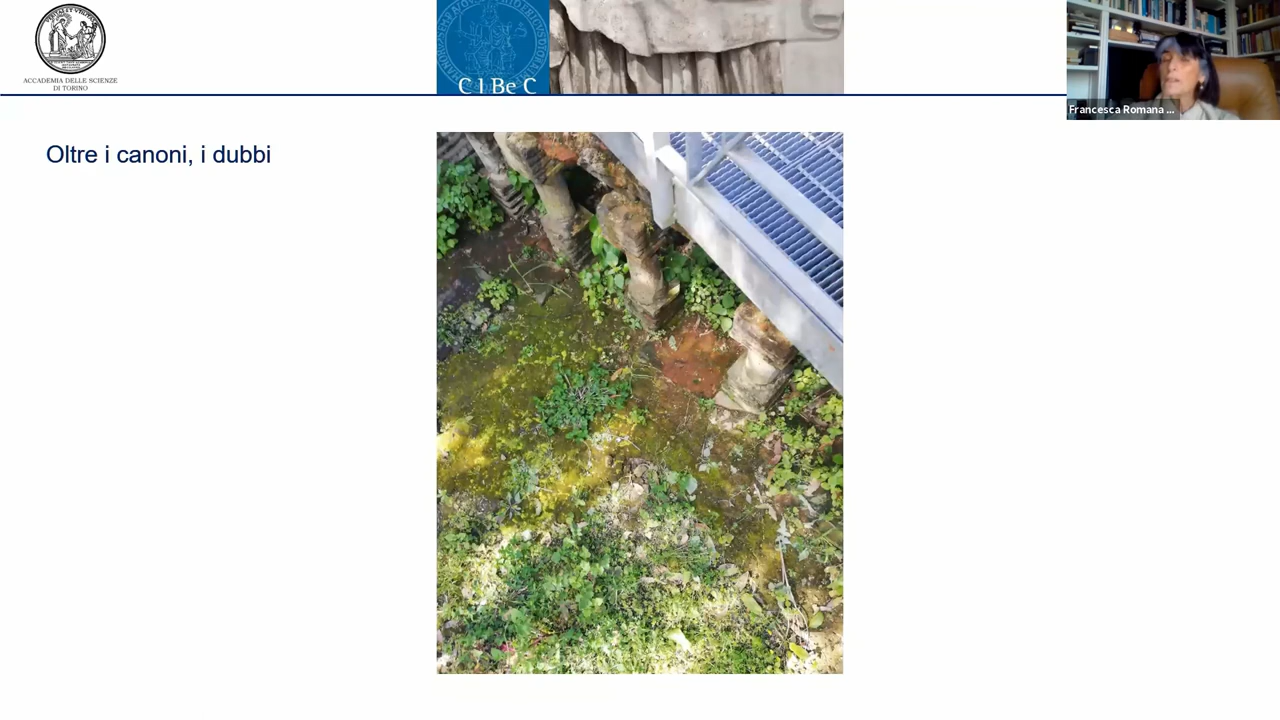 ACCADEMIA DELLE SCIENZE
DI TORINO
C I Be C
Francesca Romana ...
Oltre i canoni, i dubbi